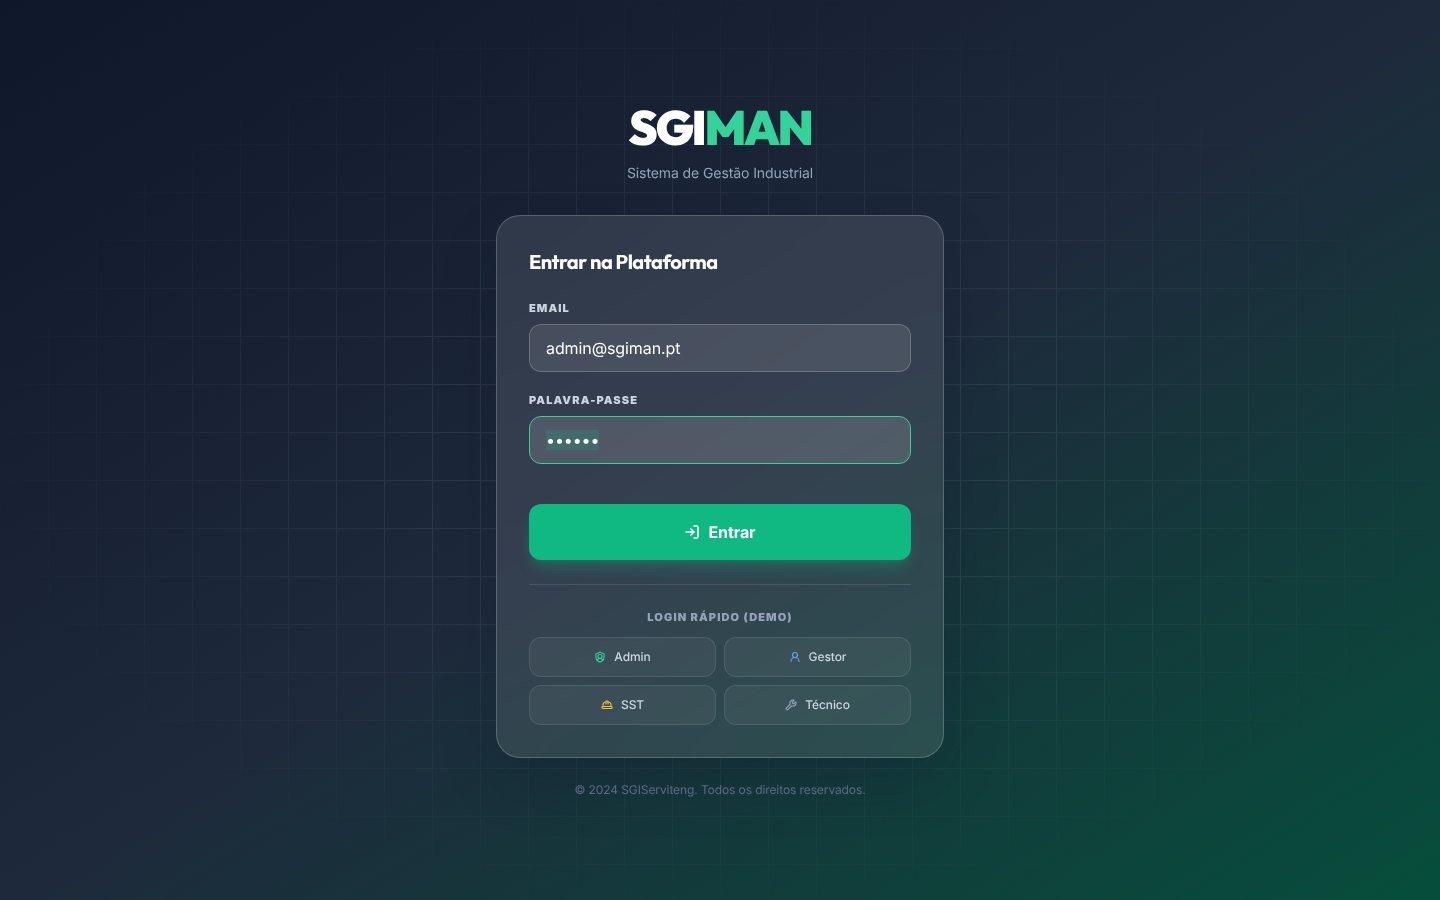 SGIMAN
Sistema de Gestão Industrial
Entrar na Plataforma
EMAIL
admin@sgiman.pt
PALAVRA-PASSE
••••••
Entrar
LOGIN RÁPIDO (DEMO)
Admin
Gestor
SST
Técnico
© 2024 SGIServiteng. Todos os direitos reservados.